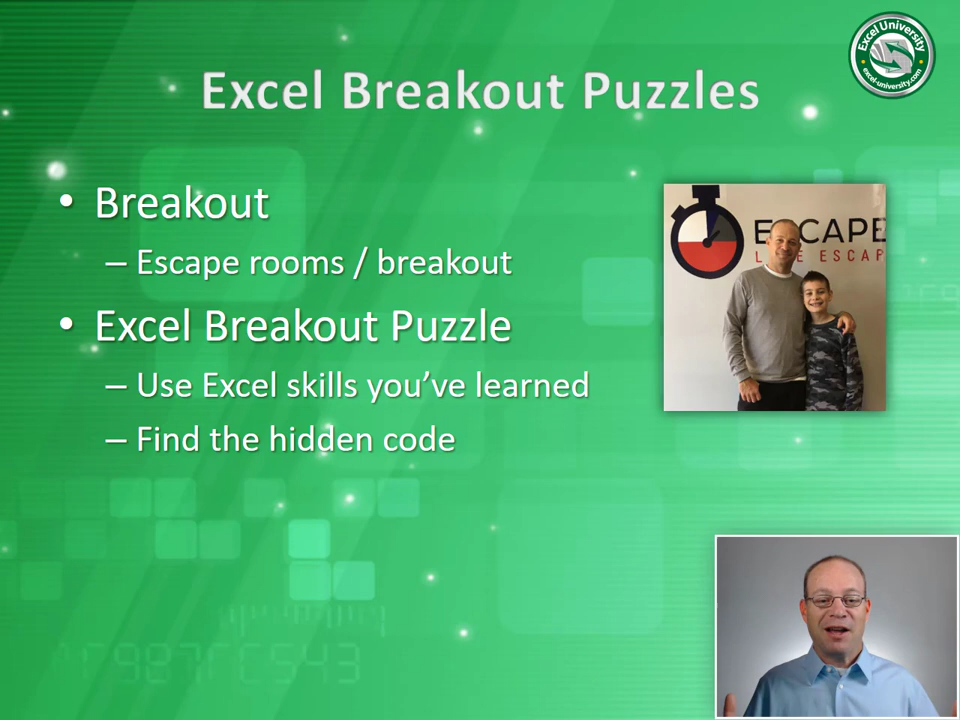 Excel University
excel-university.com
Excel Breakout Puzzles
• Breakout
– Escape rooms / breakout
• Excel Breakout Puzzle
– Use Excel skills you’ve learned
– Find the hidden code